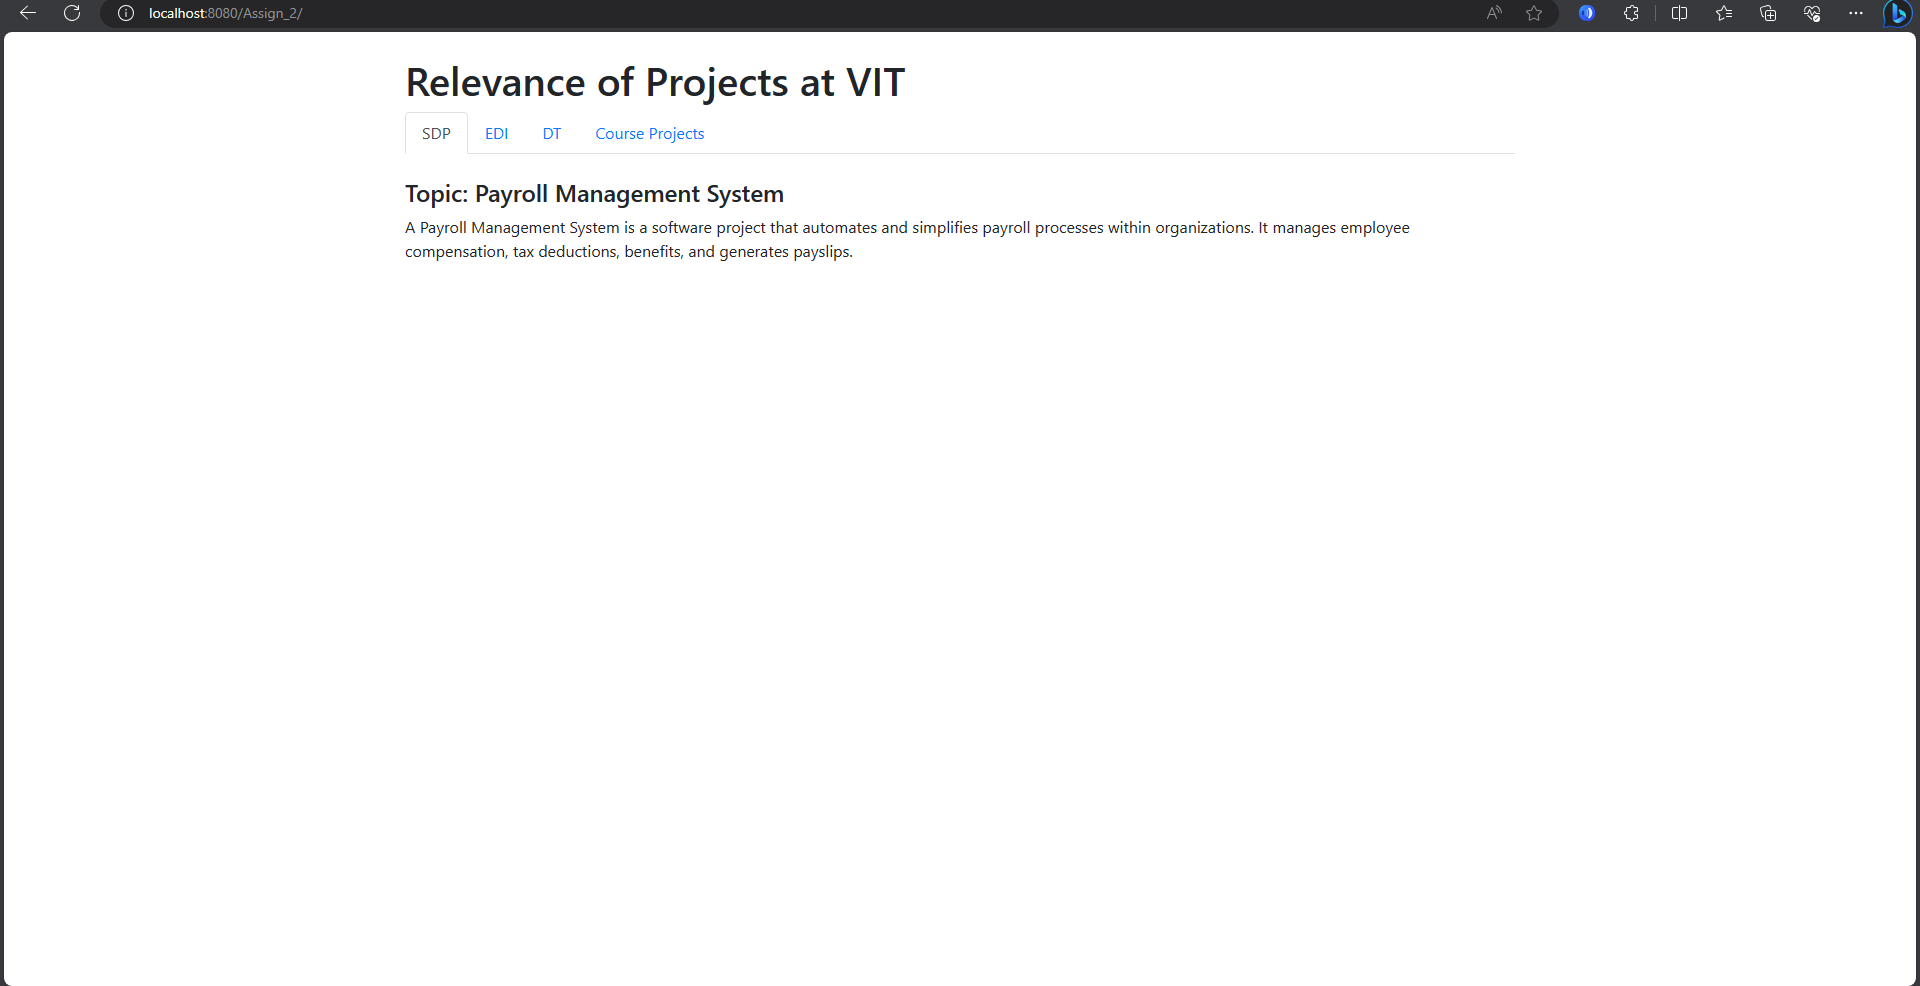 localhost:8080/Assign_2/
Relevance of Projects at VIT
SDP EDI DT Course Projects
Topic: Payroll Management System
A Payroll Management System is a software project that automates and simplifies payroll processes within organizations. It manages employee
compensation, tax deductions, benefits, and generates payslips.